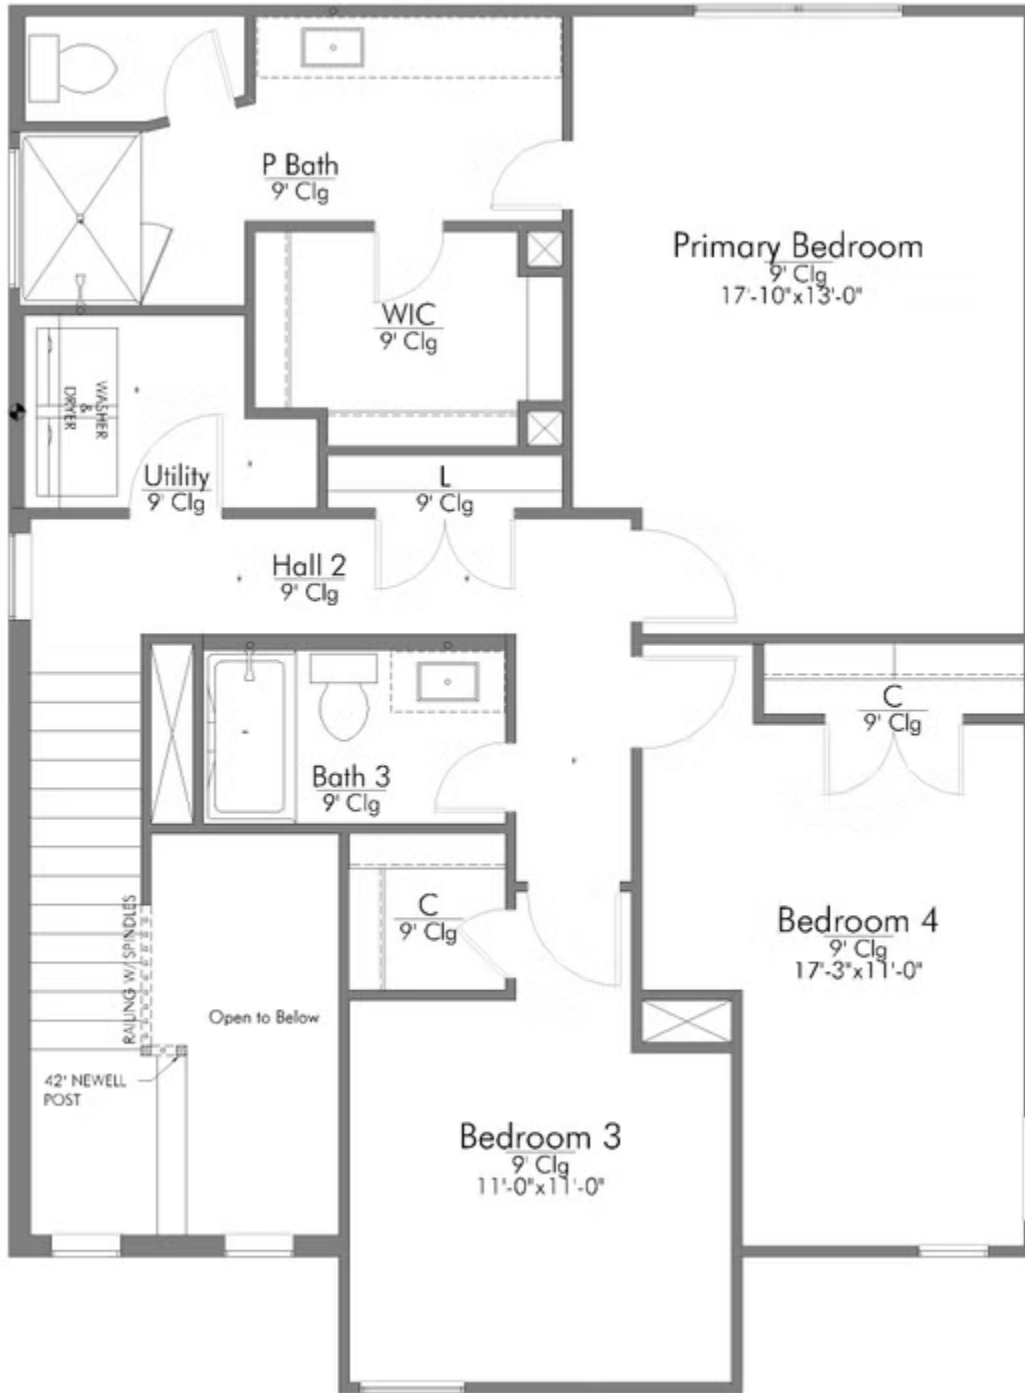 P Bath
9' Clg
Primary Bedroom
9' Clg
17'-10"x13'-0"
WIC
9' Clg
WASHER
&
DRYER
Utility
9' Clg
L
9' Clg
Hall 2
9' Clg
C
9' Clg
Bath 3
9' Clg
C
9' Clg
Bedroom 4
9' Clg
17'-3"x11'-0"
RAILING W/ SPINDLES
Open to Below
42" NEWELL
POST
Bedroom 3
9' Clg
11'-0"x11'-0"